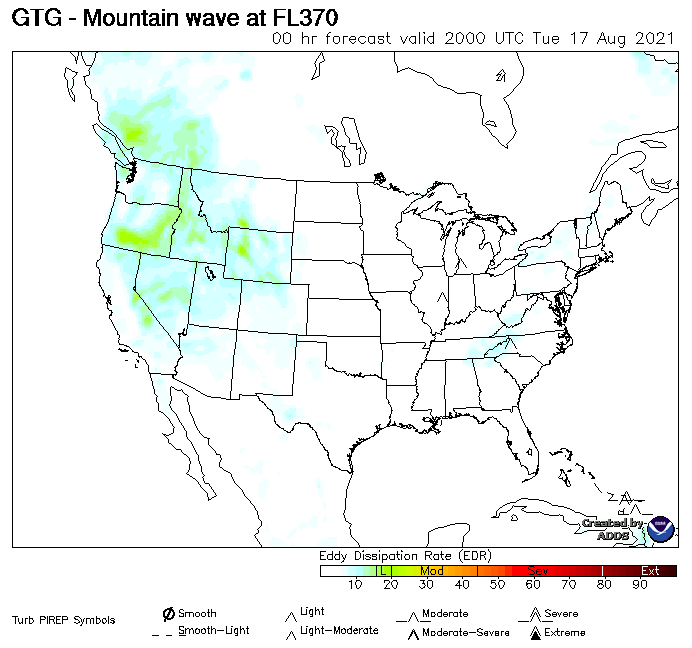 GTG - Mountain wave at FL370
00 hr forecast valid 2000 UTC Tue 17 Aug 2021
Created by
ADDS
Eddy Dissipation Rate (EDR)
L Mod Sev Ext
10 20 30 40 50 60 70 80 90
Smooth Light Moderate Severe
Turb PIREP Symbols
Smooth-Light Light-Moderate Moderate-Severe Extreme